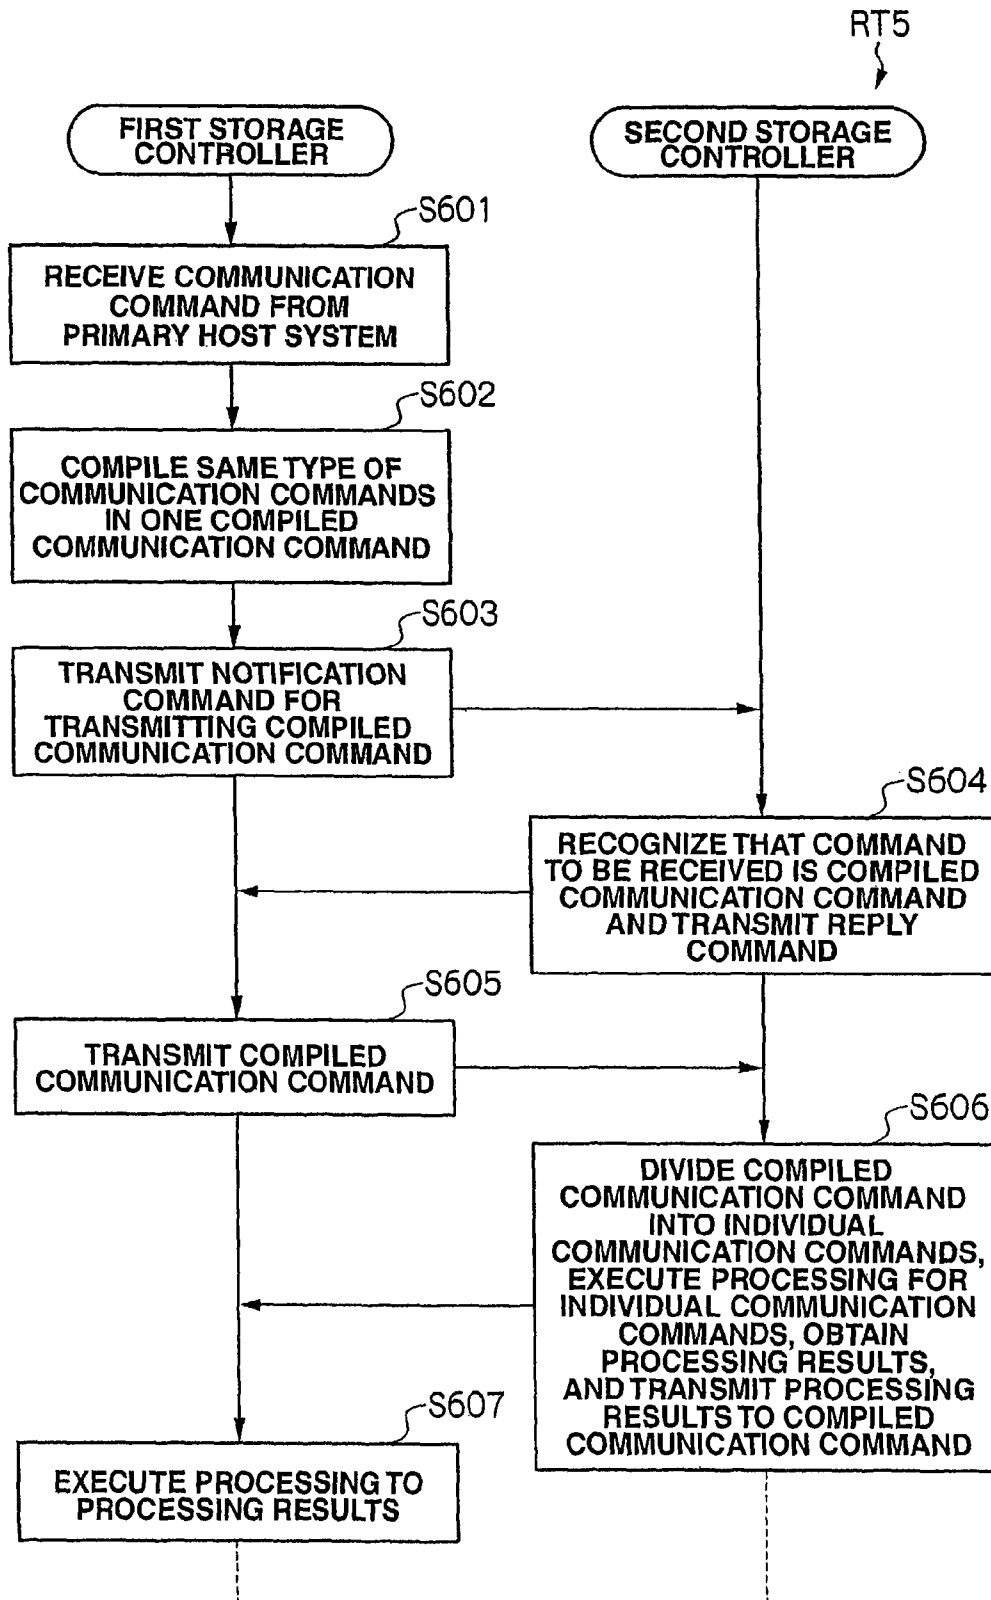 RT5
FIRST STORAGE
CONTROLLER
SECOND STORAGE
CONTROLLER
S601
RECEIVE COMMUNICATION
COMMAND FROM
PRIMARY HOST SYSTEM
S602
COMPILE SAME TYPE OF
COMMUNICATION COMMANDS
IN ONE COMPILED
COMMUNICATION COMMAND
S603
TRANSMIT NOTIFICATION
COMMAND FOR
TRANSMITTING COMPILED
COMMUNICATION COMMAND
S604
RECOGNIZE THAT COMMAND
TO BE RECEIVED IS COMPILED
COMMUNICATION COMMAND
AND TRANSMIT REPLY
COMMAND
S605
TRANSMIT COMPILED
COMMUNICATION COMMAND
S606
DIVIDE COMPILED
COMMUNICATION COMMAND
INTO INDIVIDUAL
COMMUNICATION COMMANDS,
EXECUTE PROCESSING FOR
INDIVIDUAL COMMUNICATION
COMMANDS, OBTAIN
PROCESSING RESULTS,
AND TRANSMIT PROCESSING
RESULTS TO COMPILED
COMMUNICATION COMMAND
S607
EXECUTE PROCESSING TO
PROCESSING RESULTS